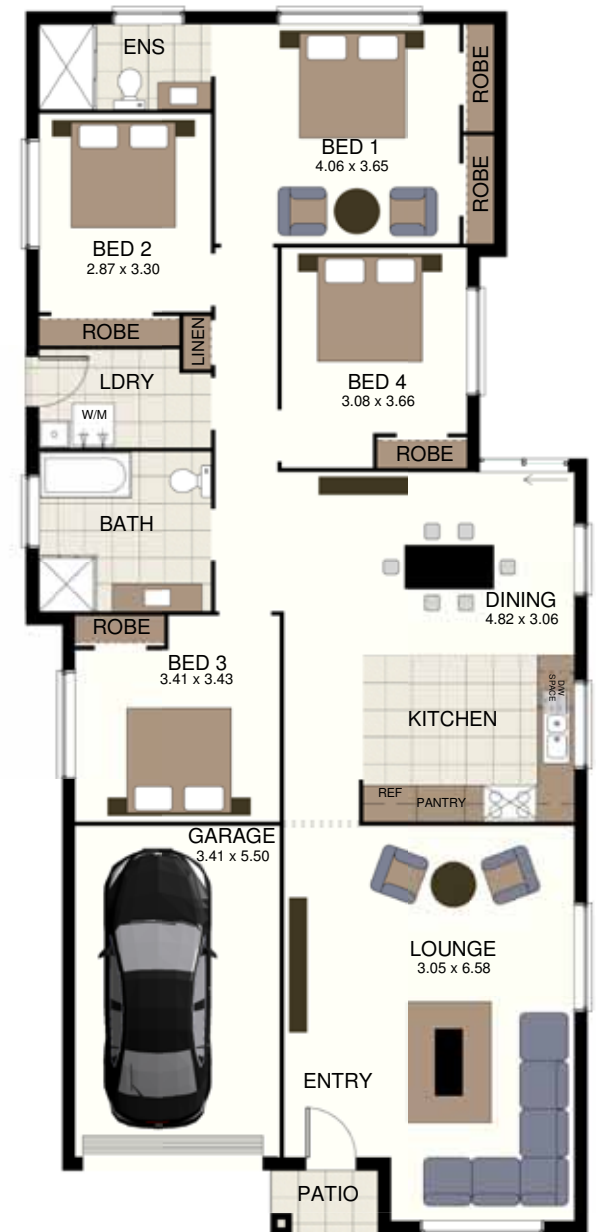 ENS
ROBE
BED 1
4.06 x 3.65
ROBE
BED 2
2.87 x 3.30
ROBE
LINEN
LDRY
W/M
BED 4
3.08 x 3.66
ROBE
BATH
DINING
4.82 x 3.06
ROBE
BED 3
3.41 x 3.43
KITCHEN
D/W
SPACE
REF
PANTRY
GARAGE
3.41 x 5.50
LOUNGE
3.05 x 6.58
ENTRY
PATIO